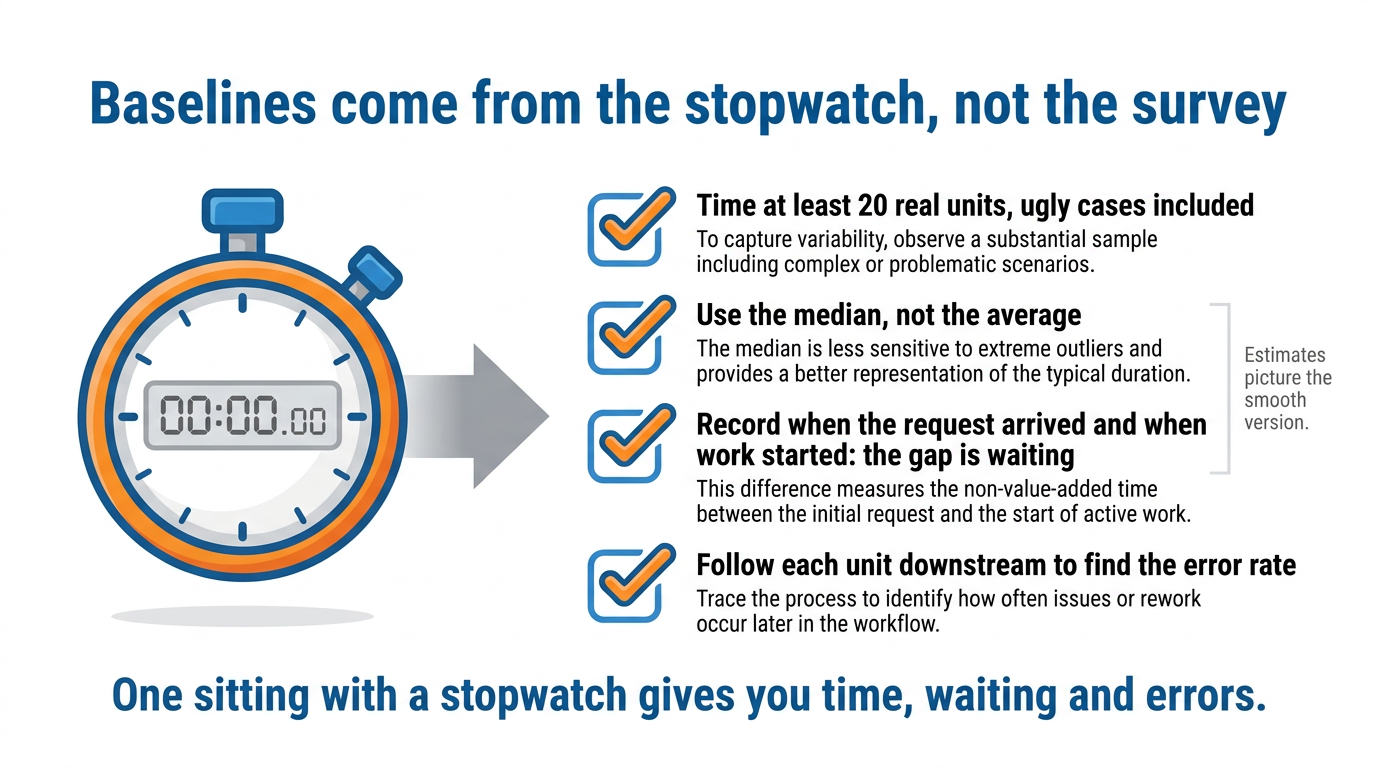 Baselines come from the stopwatch, not the survey
00:00.00
Time at least 20 real units, ugly cases included
To capture variability, observe a substantial sample
including complex or problematic scenarios.
Use the median, not the average
The median is less sensitive to extreme outliers and
provides a better representation of the typical duration.
Record when the request arrived and when
work started: the gap is waiting
This difference measures the non-value-added time
between the initial request and the start of active work.
Estimates
picture the
smooth
version.
Follow each unit downstream to find the error rate
Trace the process to identify how often issues or rework
occur later in the workflow.
One sitting with a stopwatch gives you time, waiting and errors.